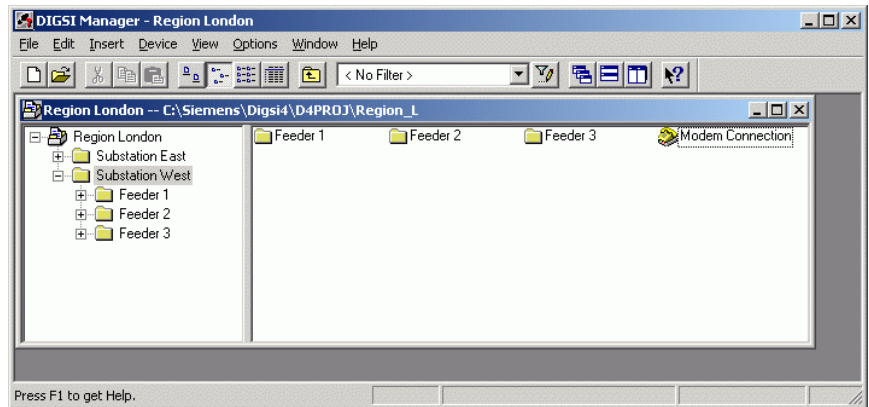 DIGSI Manager - Region London
File Edit Insert Device View Options Window Help
< No Filter >
Region London -- C:\Siemens\Digsi4\D4PROJ\Region_L
Region London
Substation East
Substation West
Feeder 1
Feeder 2
Feeder 3
Feeder 1 Feeder 2 Feeder 3 Modem Connection
Press F1 to get Help.